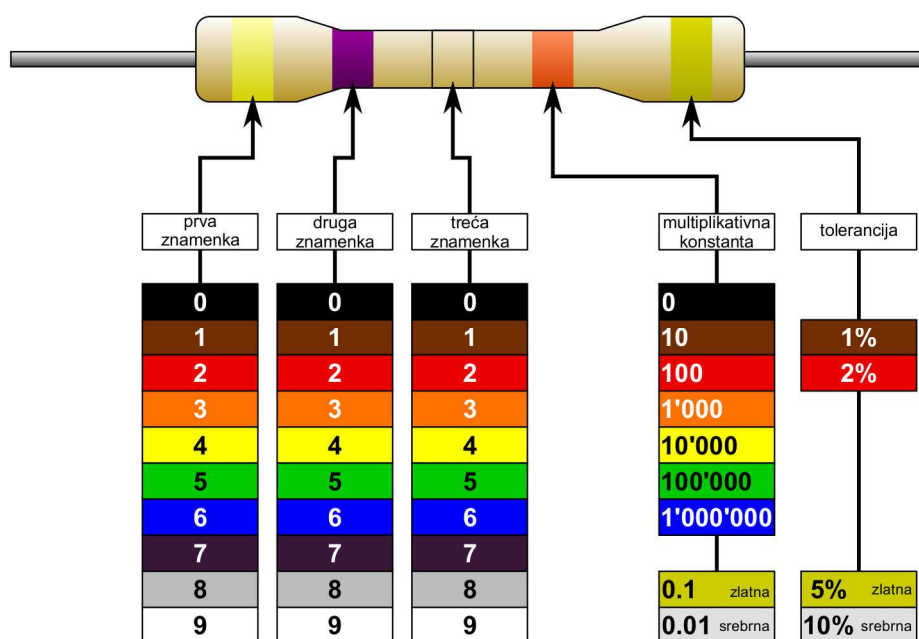 prva
znamenka
druga
znamenka
treća
znamenka
multiplikativna
konstanta
tolerancija
0 0 0 0
1 1 1 10 1%
2 2 2 100 2%
3 3 3 1'000
4 4 4 10'000
5 5 5 100'000
6 6 6 1'000'000
7 7 7
8 8 8 0.1 zlatna 5% zlatna
9 9 9 0.01 srebrna 10% srebrna